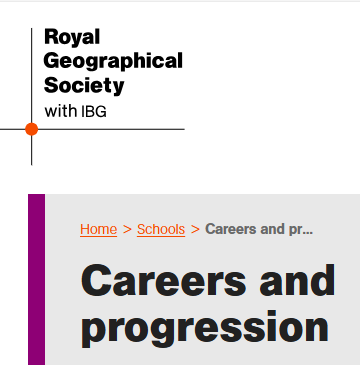 Royal
Geographical
Society
with IBG
Home > Schools > Careers and pr...
Careers and
progression